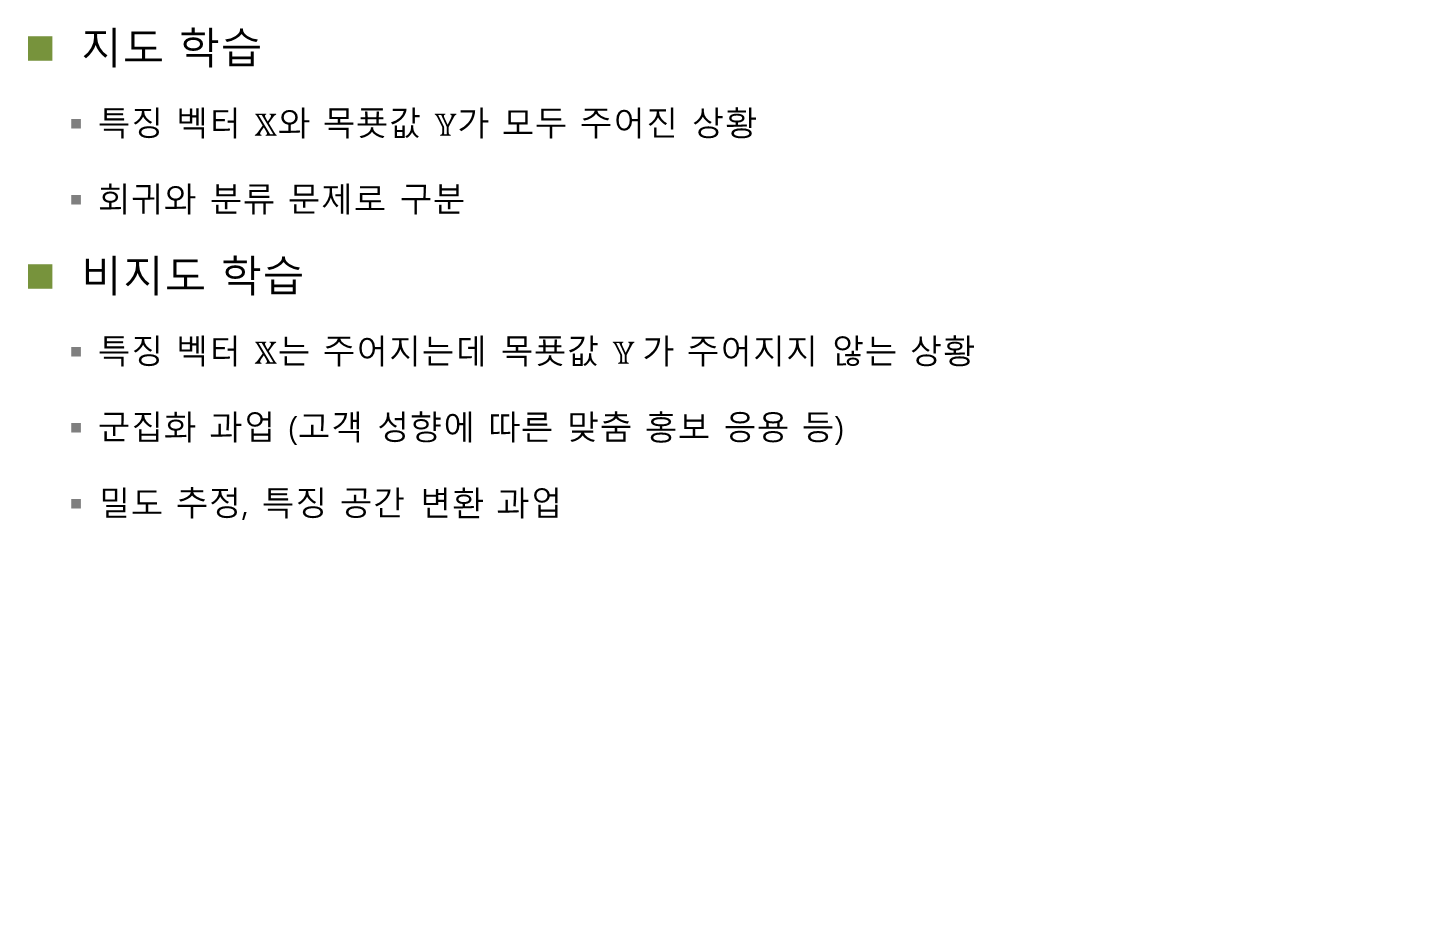 ■ 지도 학습
▪ 특징 벡터 𝕏와 목푯값 𝕐가 모두 주어진 상황
▪ 회귀와 분류 문제로 구분
■ 비지도 학습
▪ 특징 벡터 𝕏는 주어지는데 목푯값 𝕐 가 주어지지 않는 상황
▪ 군집화 과업 (고객 성향에 따른 맞춤 홍보 응용 등)
▪ 밀도 추정, 특징 공간 변환 과업